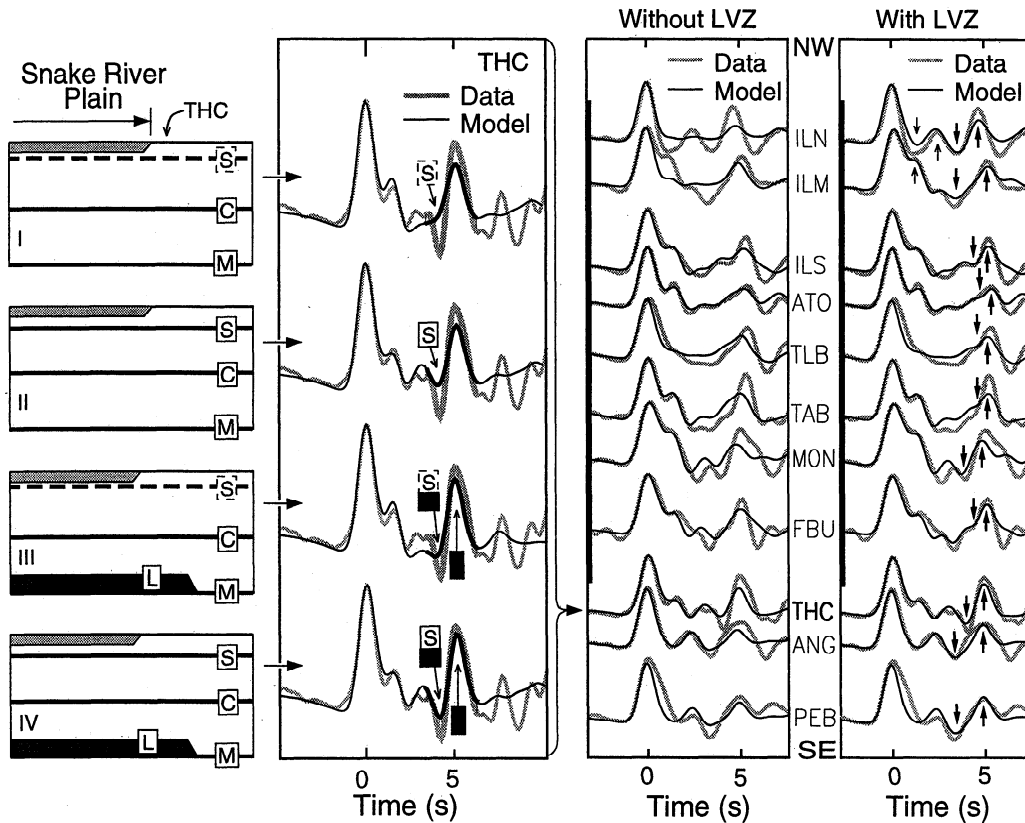 Snake River
Plain
THC
S
C
I
M
S
C
II
M
S
C
III
L
M
S
C
IV
L
M
THC
Data
Model
S
S
S
S
0
5
Time (s)
Without LVZ
Data
Model
0
5
Time (s)
NW
ILN
ILM
ILS
ATO
TLB
TAB
MON
FBU
THC
ANG
PEB
SE
With LVZ
Data
Model
0
5
Time (s)